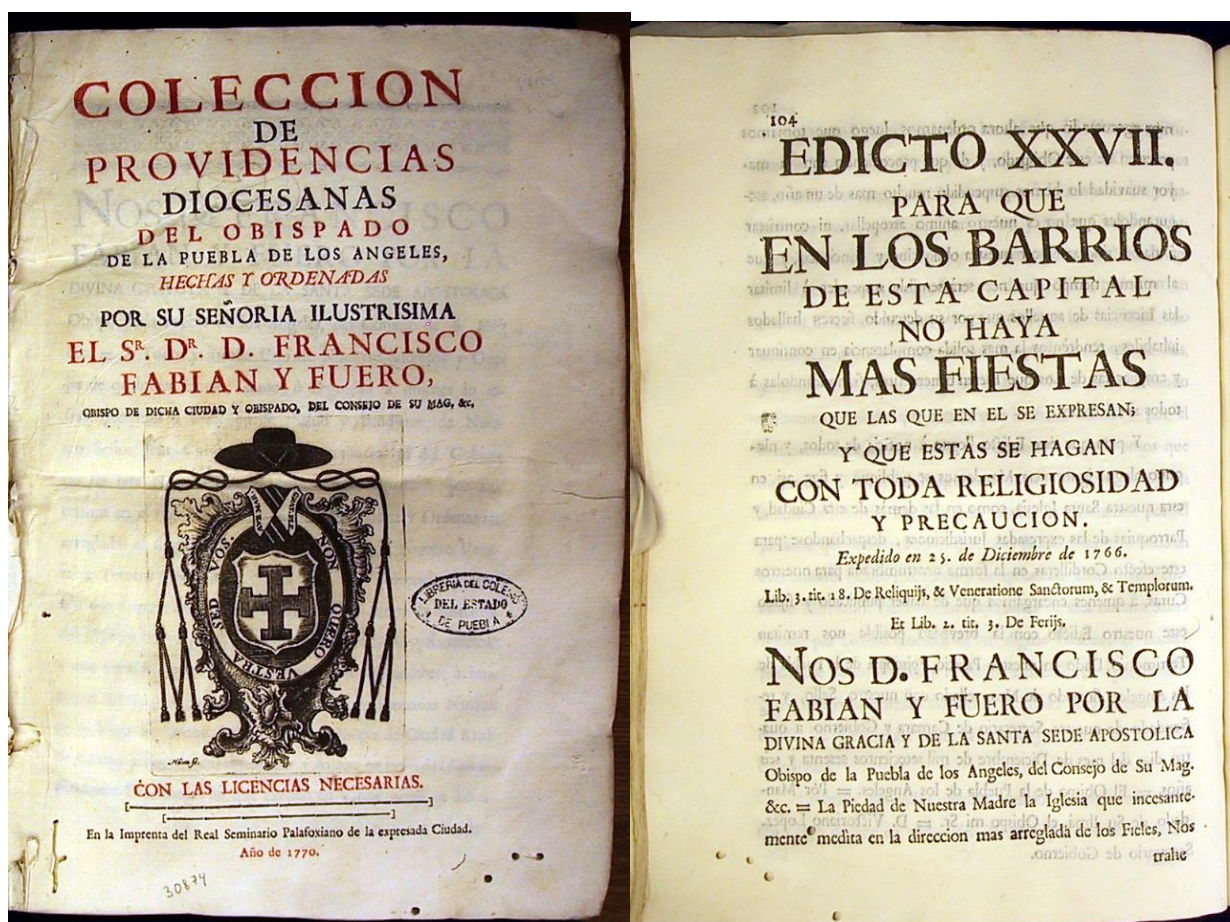 COLECCION
DE
PROVIDENCIAS
DIOCESANAS
DEL OBISPADO
DE LA PUEBLA DE LOS ANGELES,
HECHAS Y ORDENADAS
POR SU SEÑORIA ILUSTRISIMA
EL Sʀ. Dʀ. D. FRANCISCO
FABIAN Y FUERO,
OBISPO DE DICHA CIUDAD Y OBISPADO, DEL CONSEJO DE SU MAG, &c.
NON QUÆRO VESTRA SED VOS.
LIBRERIA DEL COLEGIO
DEL ESTADO
DE PUEBLA
CON LAS LICENCIAS NECESARIAS.
En la Imprenta del Real Seminario Palafoxiano de la expresada Ciudad.
Año de 1770.
30874
104
EDICTO XXVII.
PARA QUE
EN LOS BARRIOS
DE ESTA CAPITAL
NO HAYA
MAS FIESTAS
QUE LAS QUE EN EL SE EXPRESAN;
Y QUE ESTAS SE HAGAN
CON TODA RELIGIOSIDAD
Y PRECAUCION.
Expedido en 25. de Diciembre de 1766.
Lib. 3. tit. 18. De Reliquijs, & Veneratione Sanctorum, & Templorum.
Et Lib. 2. tit. 3. De Ferijs,
NOS D. FRANCISCO
FABIAN Y FUERO POR LA
DIVINA GRACIA Y DE LA SANTA SEDE APOSTOLICA
Obispo de la Puebla de los Angeles, del Consejo de Su Mag.
&c. = La Piedad de Nuestra Madre la Iglesia que incesante-
mente medita en la direccion mas arreglada de los Fieles, Nos
trahe